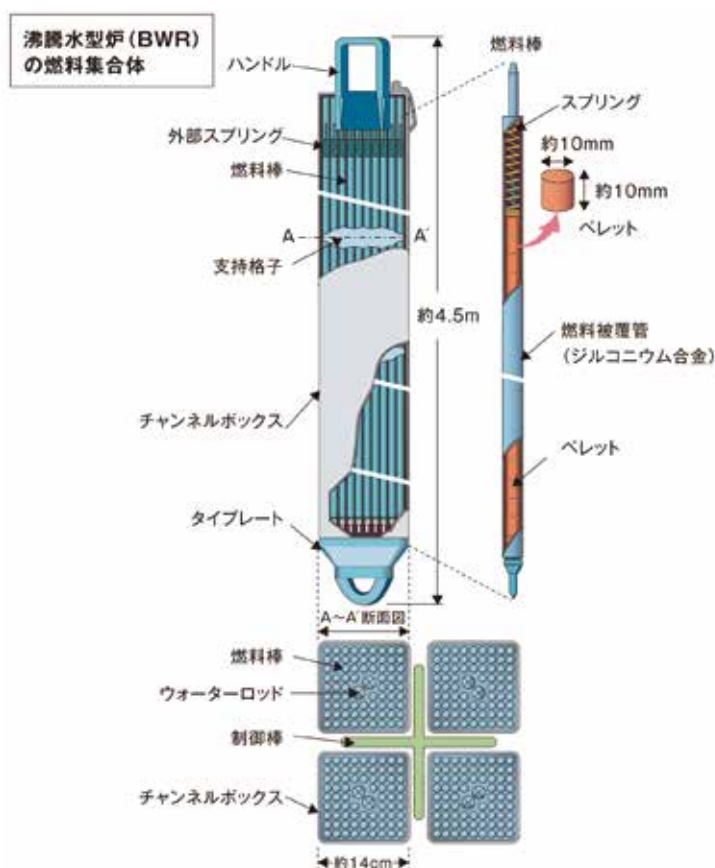 沸騰水型炉（BWR）
の燃料集合体
ハンドル
外部スプリング
燃料棒
A
A´
支持格子
約4.5m
チャンネルボックス
タイプレート
燃料棒
スプリング
約10mm
約10mm
ペレット
燃料被覆管
（ジルコニウム合金）
ペレット
A～A´断面図
燃料棒
ウォーターロッド
制御棒
チャンネルボックス
約14cm